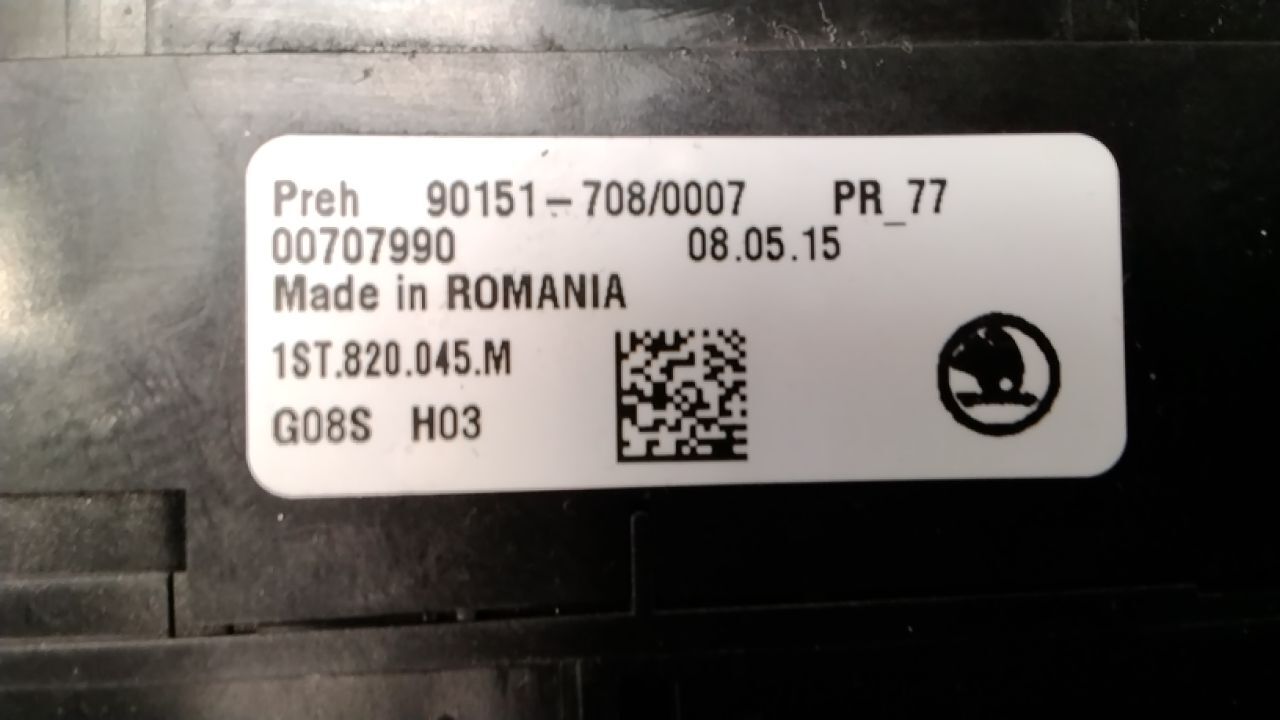 Preh 90151-708/0007 PR_77
00707990 08.05.15
Made in ROMANIA
1ST.820.045.M
G08S H03